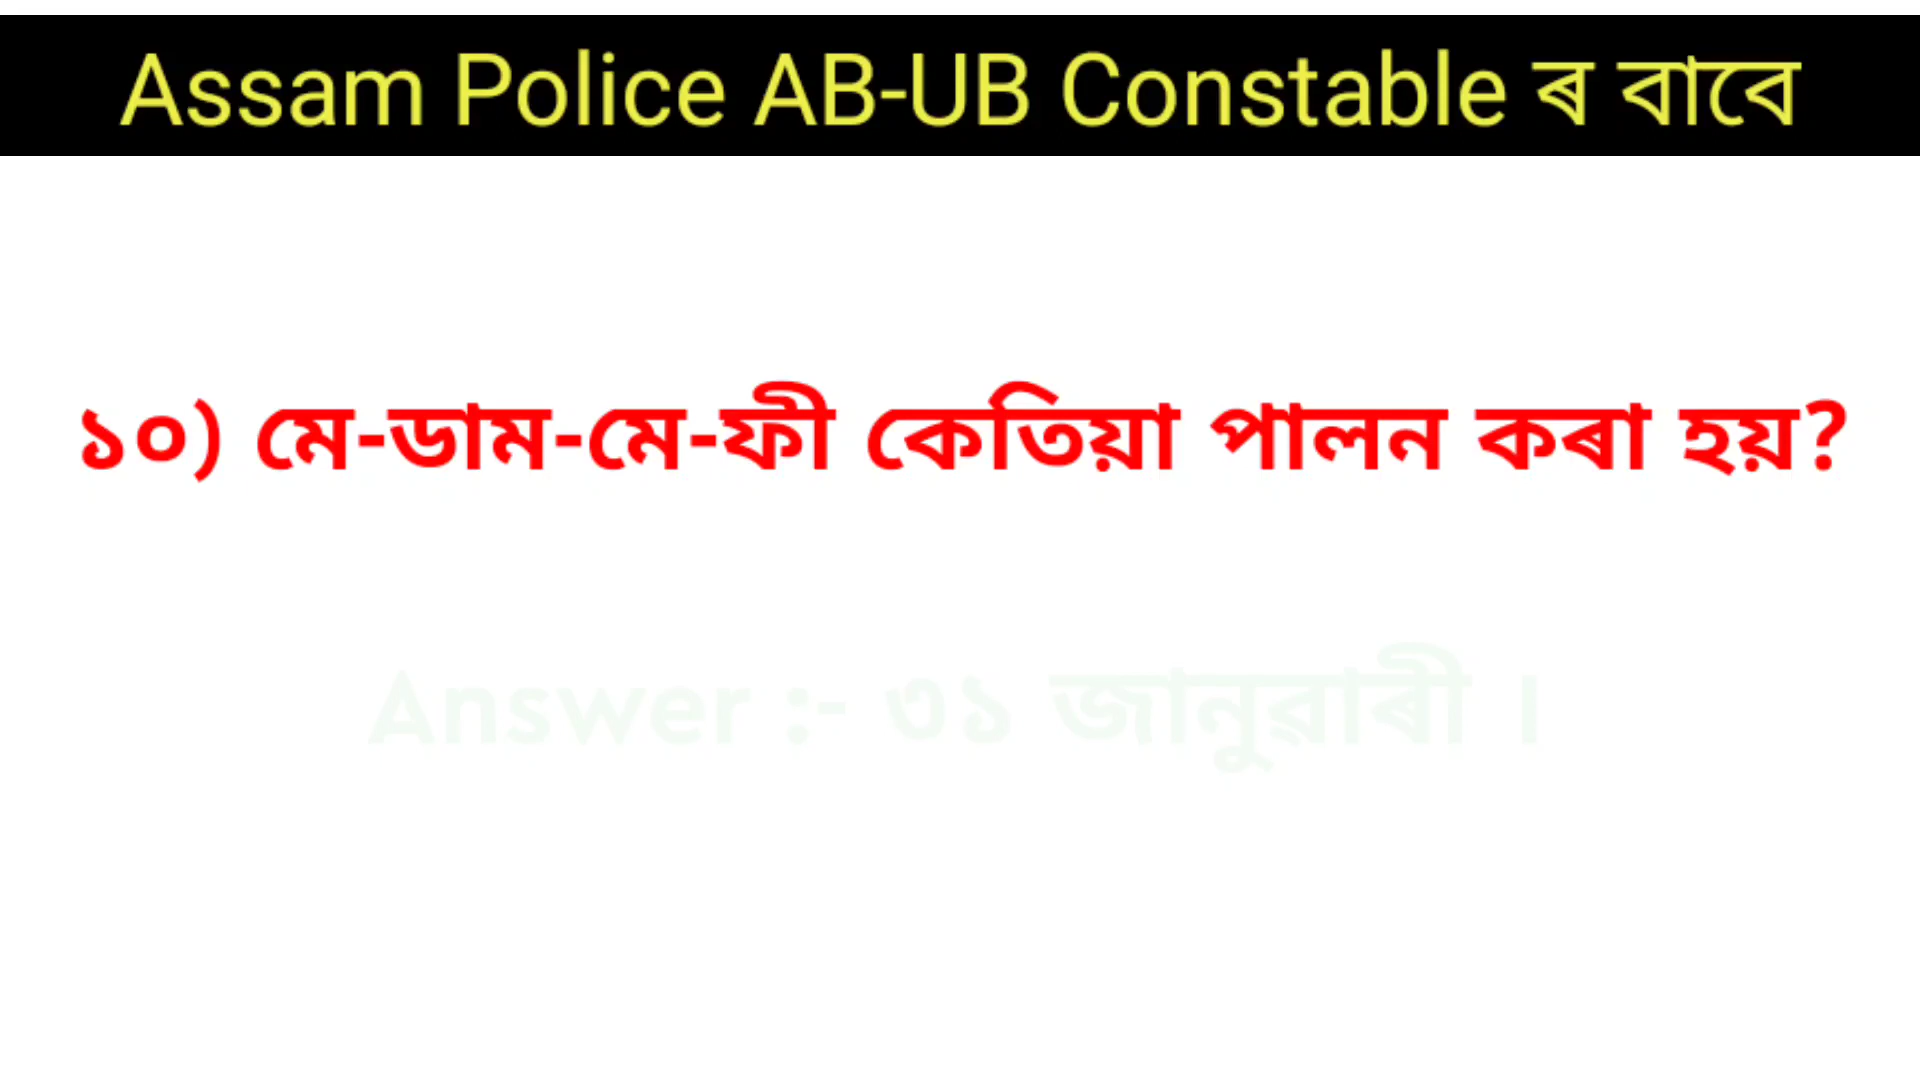 Assam Police AB-UB Constable ৰ বাবে
১০) মে-ডাম-মে-ফী কেতিয়া পালন কৰা হয়?
Answer :- ৩১ জানুৱাৰী ।